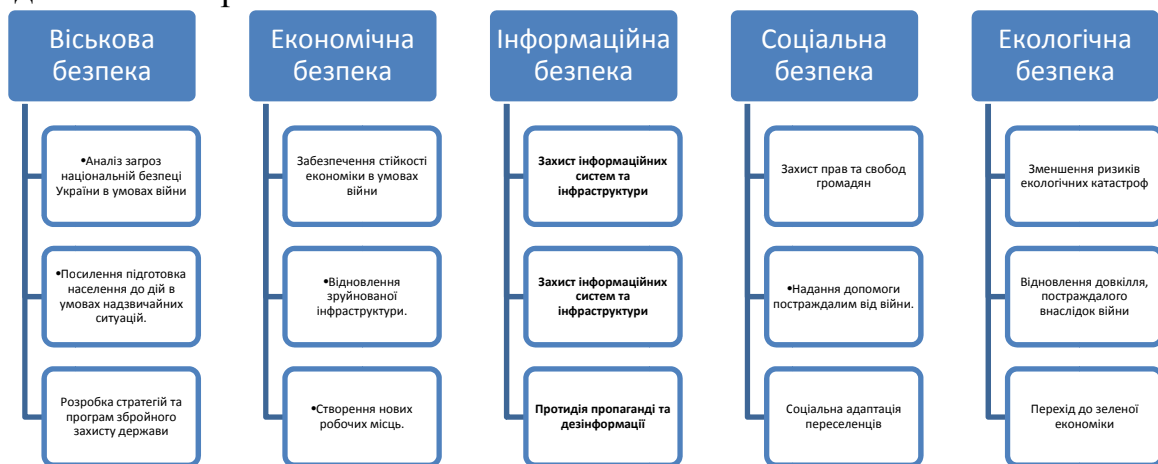 Віськова
безпека
•Аналіз загроз
національній безпеці
України в умовах війни
•Посилення підготовка
населення до дій в
умовах надзвичайних
ситуацій.
Розробка стратегій та
програм збройного
захисту держави
Економічна
безпека
Забезпечення стійкості
економіки в умовах
війни
•Відновлення
зруйнованої
інфраструктури.
•Створення нових
робочих місць.
Інформаційна
безпека
Захист інформаційних
систем та
інфраструктури
Захист інформаційних
систем та
інфраструктури
Протидія пропаганді та
дезінформації
Соціальна
безпека
Захист прав та свобод
громадян
•Надання допомоги
постраждалим від війни.
Соціальна адаптація
переселенців
Екологічна
безпека
Зменшення ризиків
екологічних катастроф
Відновлення довкілля,
постраждалого
внаслідок війни
Перехід до зеленої
економіки